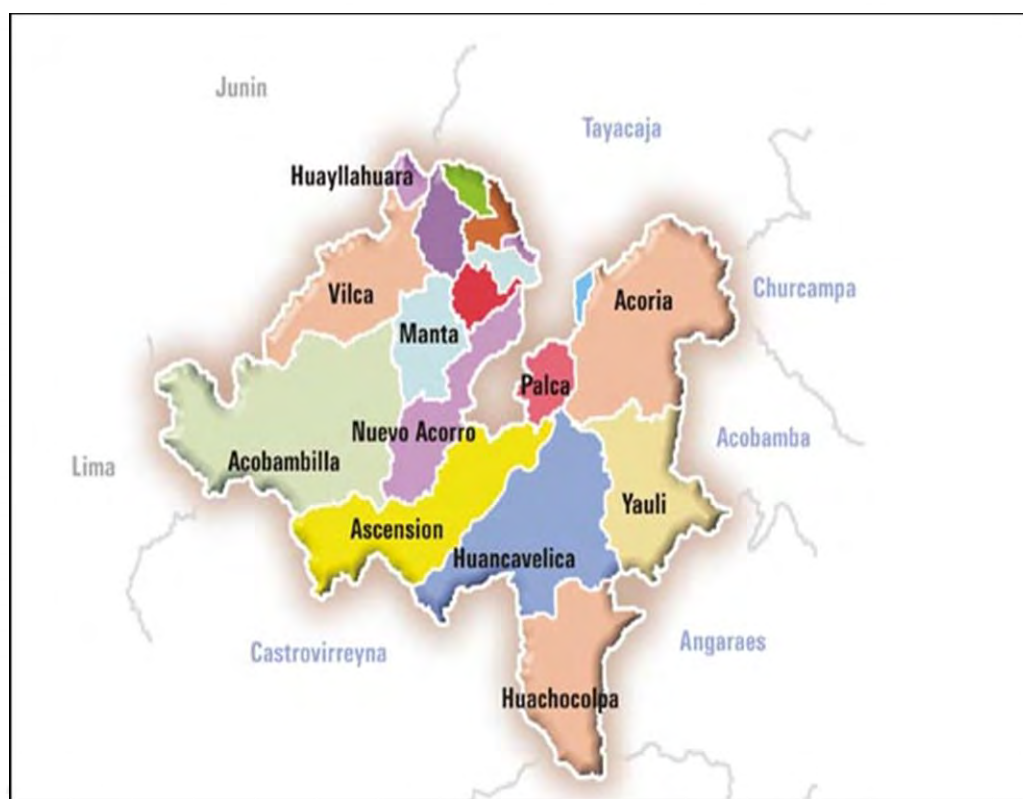 Junin
Tayacaja
Huayllahuara
Churcampa
Vilca
Acoria
Manta
Palca
Nuevo Acorro
Acobamba
Acobambilla
Lima
Yauli
Ascension
Huancavelica
Castrovirreyna
Angaraes
Huachocolpa